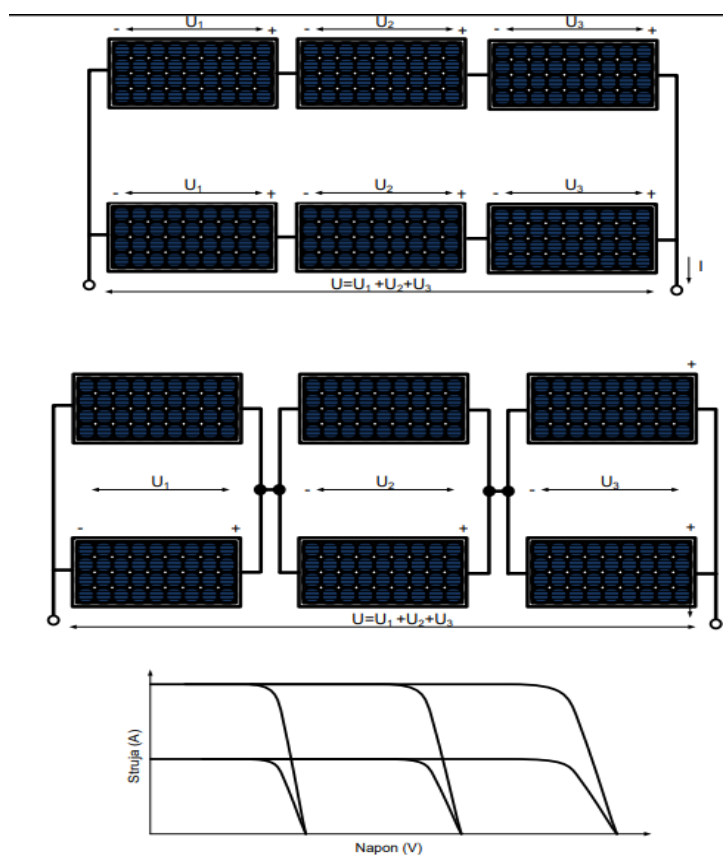 U₁ U₂ U₃
- + - + - +
U₁ U₂ U₃
- + - + - +
I
U=U₁ +U₂+U₃
+
U₁ U₂ U₃
- -
- + + +
U=U₁ +U₂+U₃
Struja (A)
Napon (V)